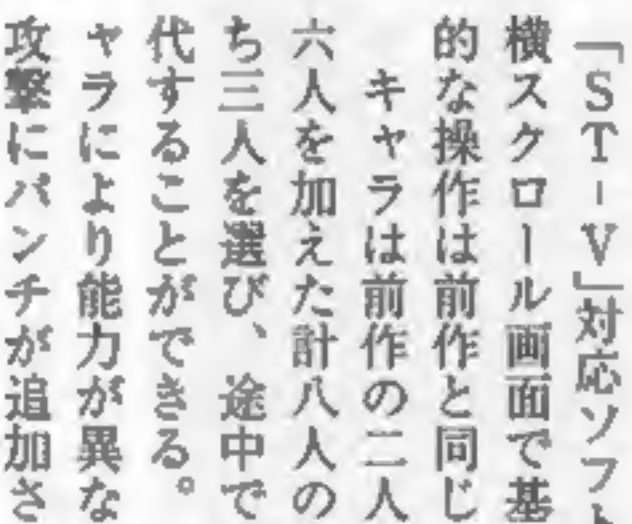 「ST-V」対応ソフト
横スクロール画面で基
的な操作は前作と同じ
キャラは前作の二人
六人を加えた計八人の
ち三人を選び、途中で
代することができる。
ャラにより能力が異な
攻撃にパンチが追加さ